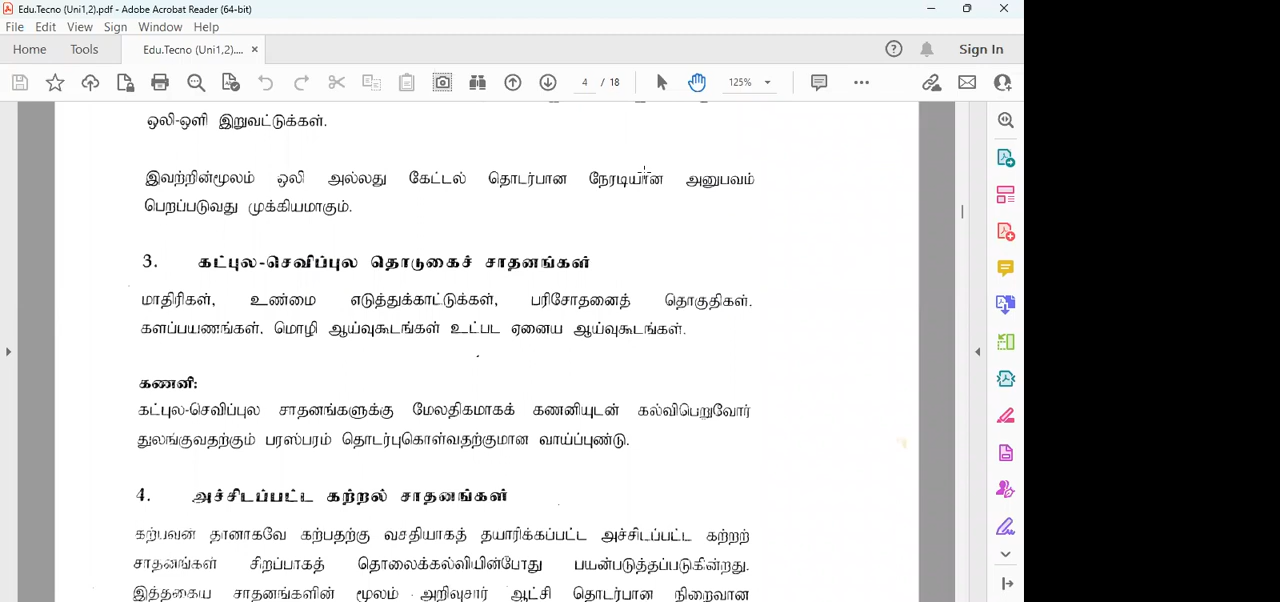 Edu.Tecno (Uni1,2).pdf - Adobe Acrobat Reader (64-bit)
File Edit View Sign Window Help
Home Tools Edu.Tecno (Uni1,2).... × Sign In
4 / 18 125%
ஒலி-ஒளி இறுவட்டுக்கள்.
இவற்றின்மூலம் ஒலி அல்லது கேட்டல் தொடர்பான நேரடியான அனுபவம்
பெறப்படுவது முக்கியமாகும்.
3. கட்புல-செவிப்புல தொடுகைச் சாதனங்கள்
மாதிரிகள், உண்மை எடுத்துக்காட்டுக்கள், பரிசோதனைத் தொகுதிகள்.
களப்பயணங்கள். மொழி ஆய்வுகூடங்கள் உட்பட ஏனைய ஆய்வுகூடங்கள்.
கணனி:
கட்புல-செவிப்புல சாதனங்களுக்கு மேலதிகமாகக் கணனியுடன் கல்விபெறுவோர்
துலங்குவதற்கும் பரஸ்பரம் தொடர்புகொள்வதற்குமான வாய்ப்புண்டு.
4. அச்சிடப்பட்ட கற்றல் சாதனங்கள்
கற்பவன் தானாகவே கற்பதற்கு வசதியாகத் தயாரிக்கப்பட்ட அச்சிடப்பட்ட கற்றற்
சாதனங்கள் சிறப்பாகத் தொலைக்கல்வியின்போது பயன்படுத்தப்படுகின்றது.
இத்தகைய சாதனங்களின் மூலம் அறிவுசார் ஆட்சி தொடர்பான நிறைவான